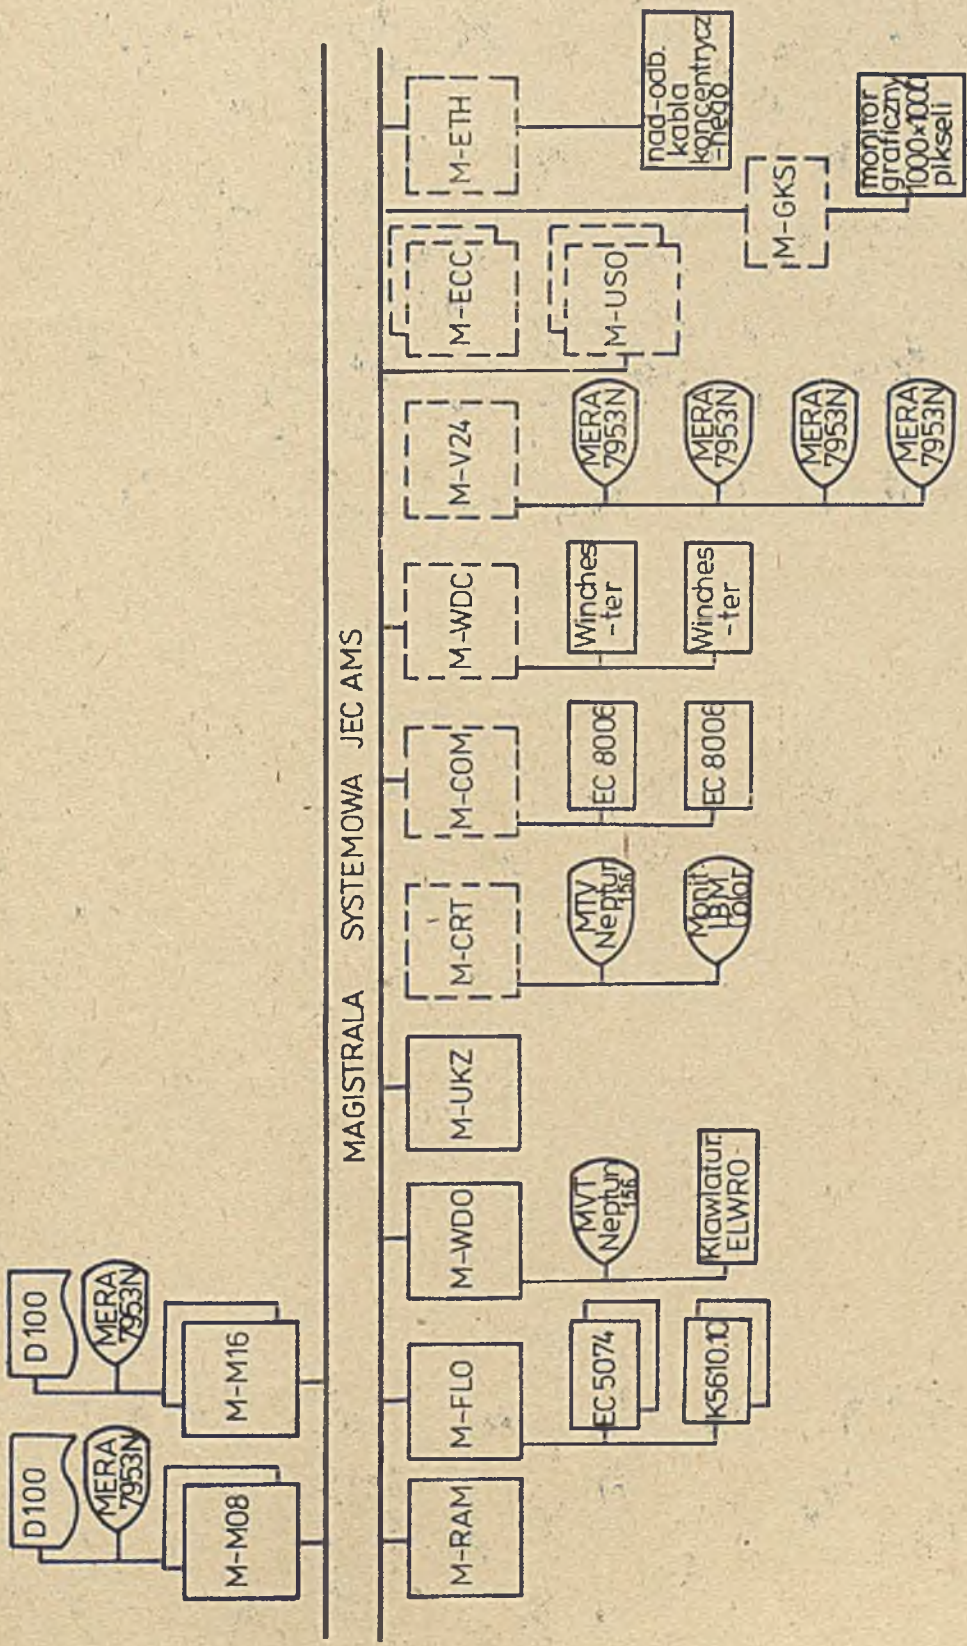 D100
MERA
7953N
M-M08
D100
MERA
7953N
M-M16
MAGISTRALA SYSTEMOWA JEC AMS
M-RAM
M-FLO
EC 5074
K5610.10
M-WDO
MVT
Neptun
156
Klawiatur.
ELWRO-
M-UKZ
M-CRT
MTV
Neptun
156
Monit
IBM
Color
M-COM
EC 8006
EC 8006
M-WDC
Winches
-ter
Winches
-ter
M-V24
MERA
7953N
MERA
7953N
MERA
7953N
MERA
7953N
M-ECC
M-USO
M-ETH
nad-odb.
kabla
koncentrycz
-nego
M-GKS
monitor
graficzny
1000×1000
pikseli